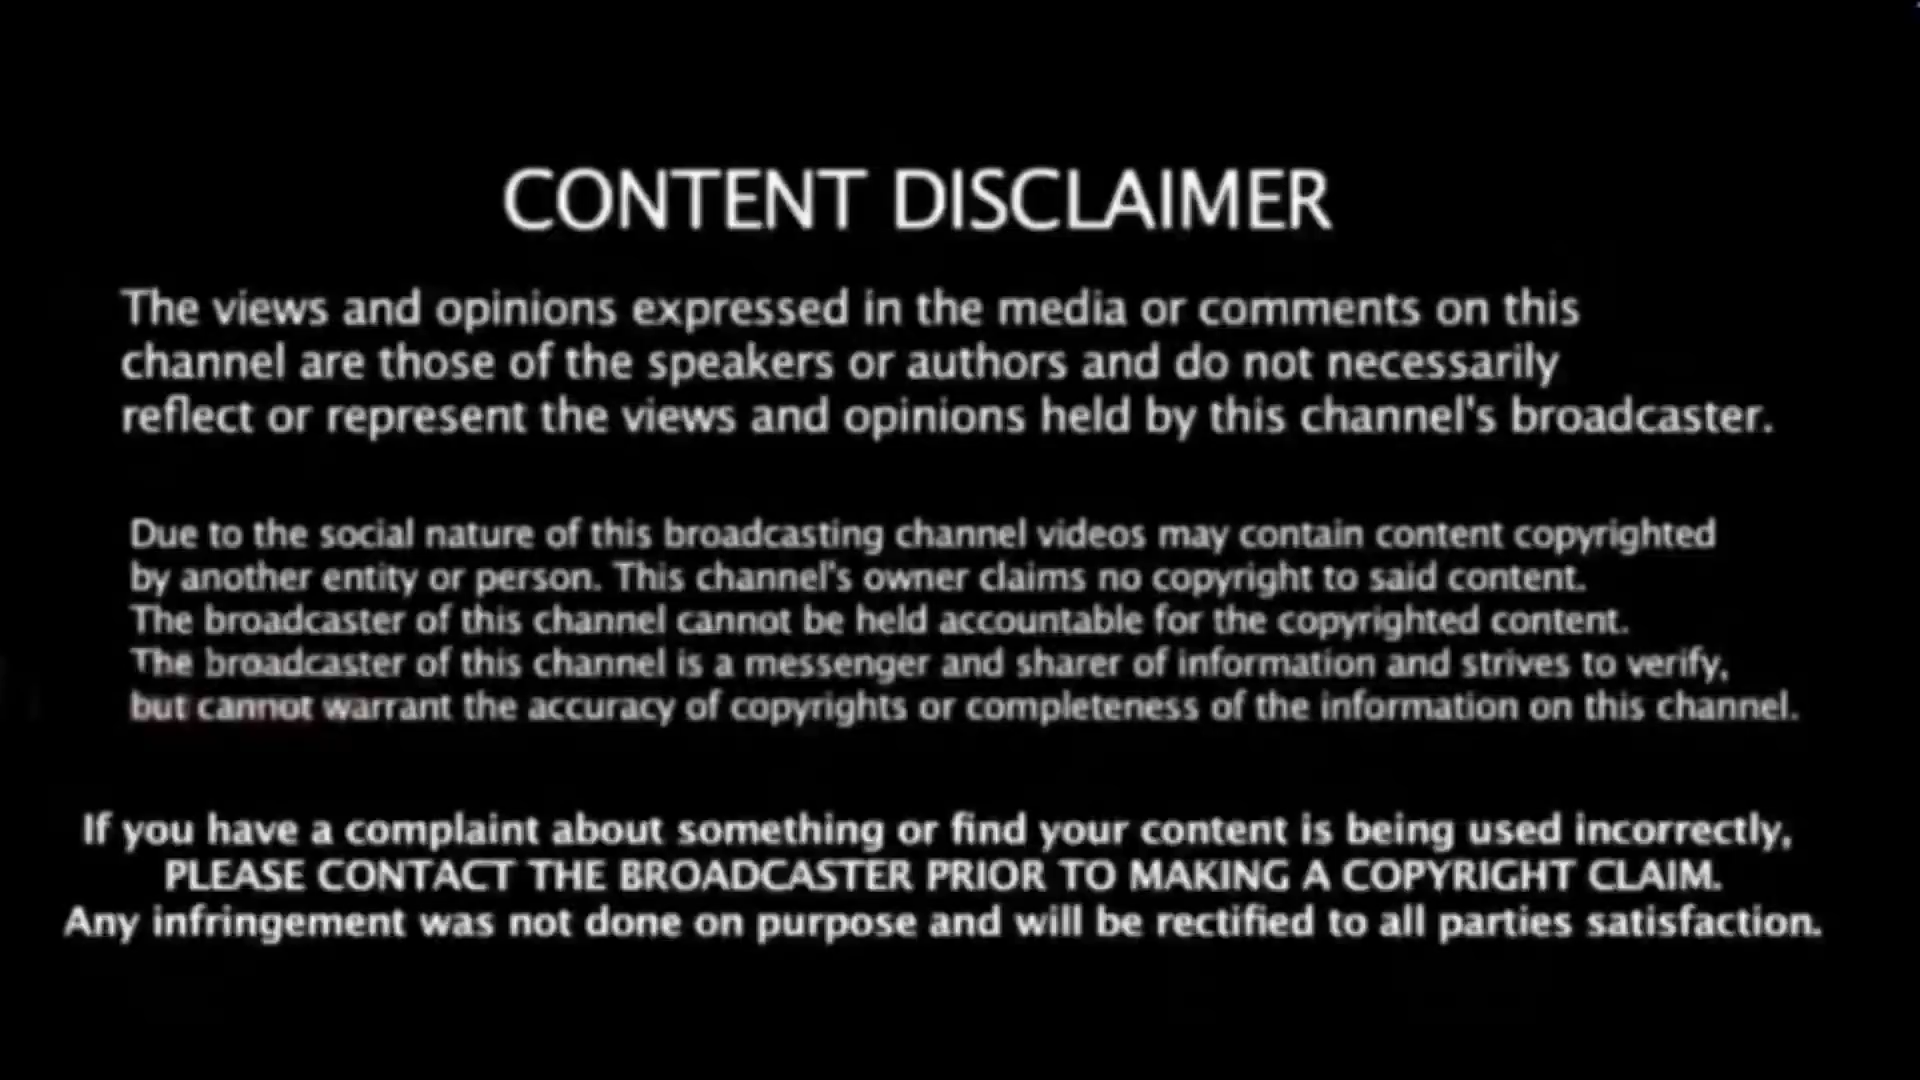 CONTENT DISCLAIMER
The views and opinions expressed in the media or comments on this
channel are those of the speakers or authors and do not necessarily
reflect or represent the views and opinions held by this channel's broadcaster.
Due to the social nature of this broadcasting channel videos may contain content copyrighted
by another entity or person. This channel's owner claims no copyright to said content.
The broadcaster of this channel cannot be held accountable for the copyrighted content.
The broadcaster of this channel is a messenger and sharer of information and strives to verify,
but cannot warrant the accuracy of copyrights or completeness of the information on this channel.
If you have a complaint about something or find your content is being used incorrectly,
PLEASE CONTACT THE BROADCASTER PRIOR TO MAKING A COPYRIGHT CLAIM.
Any infringement was not done on purpose and will be rectified to all parties satisfaction.